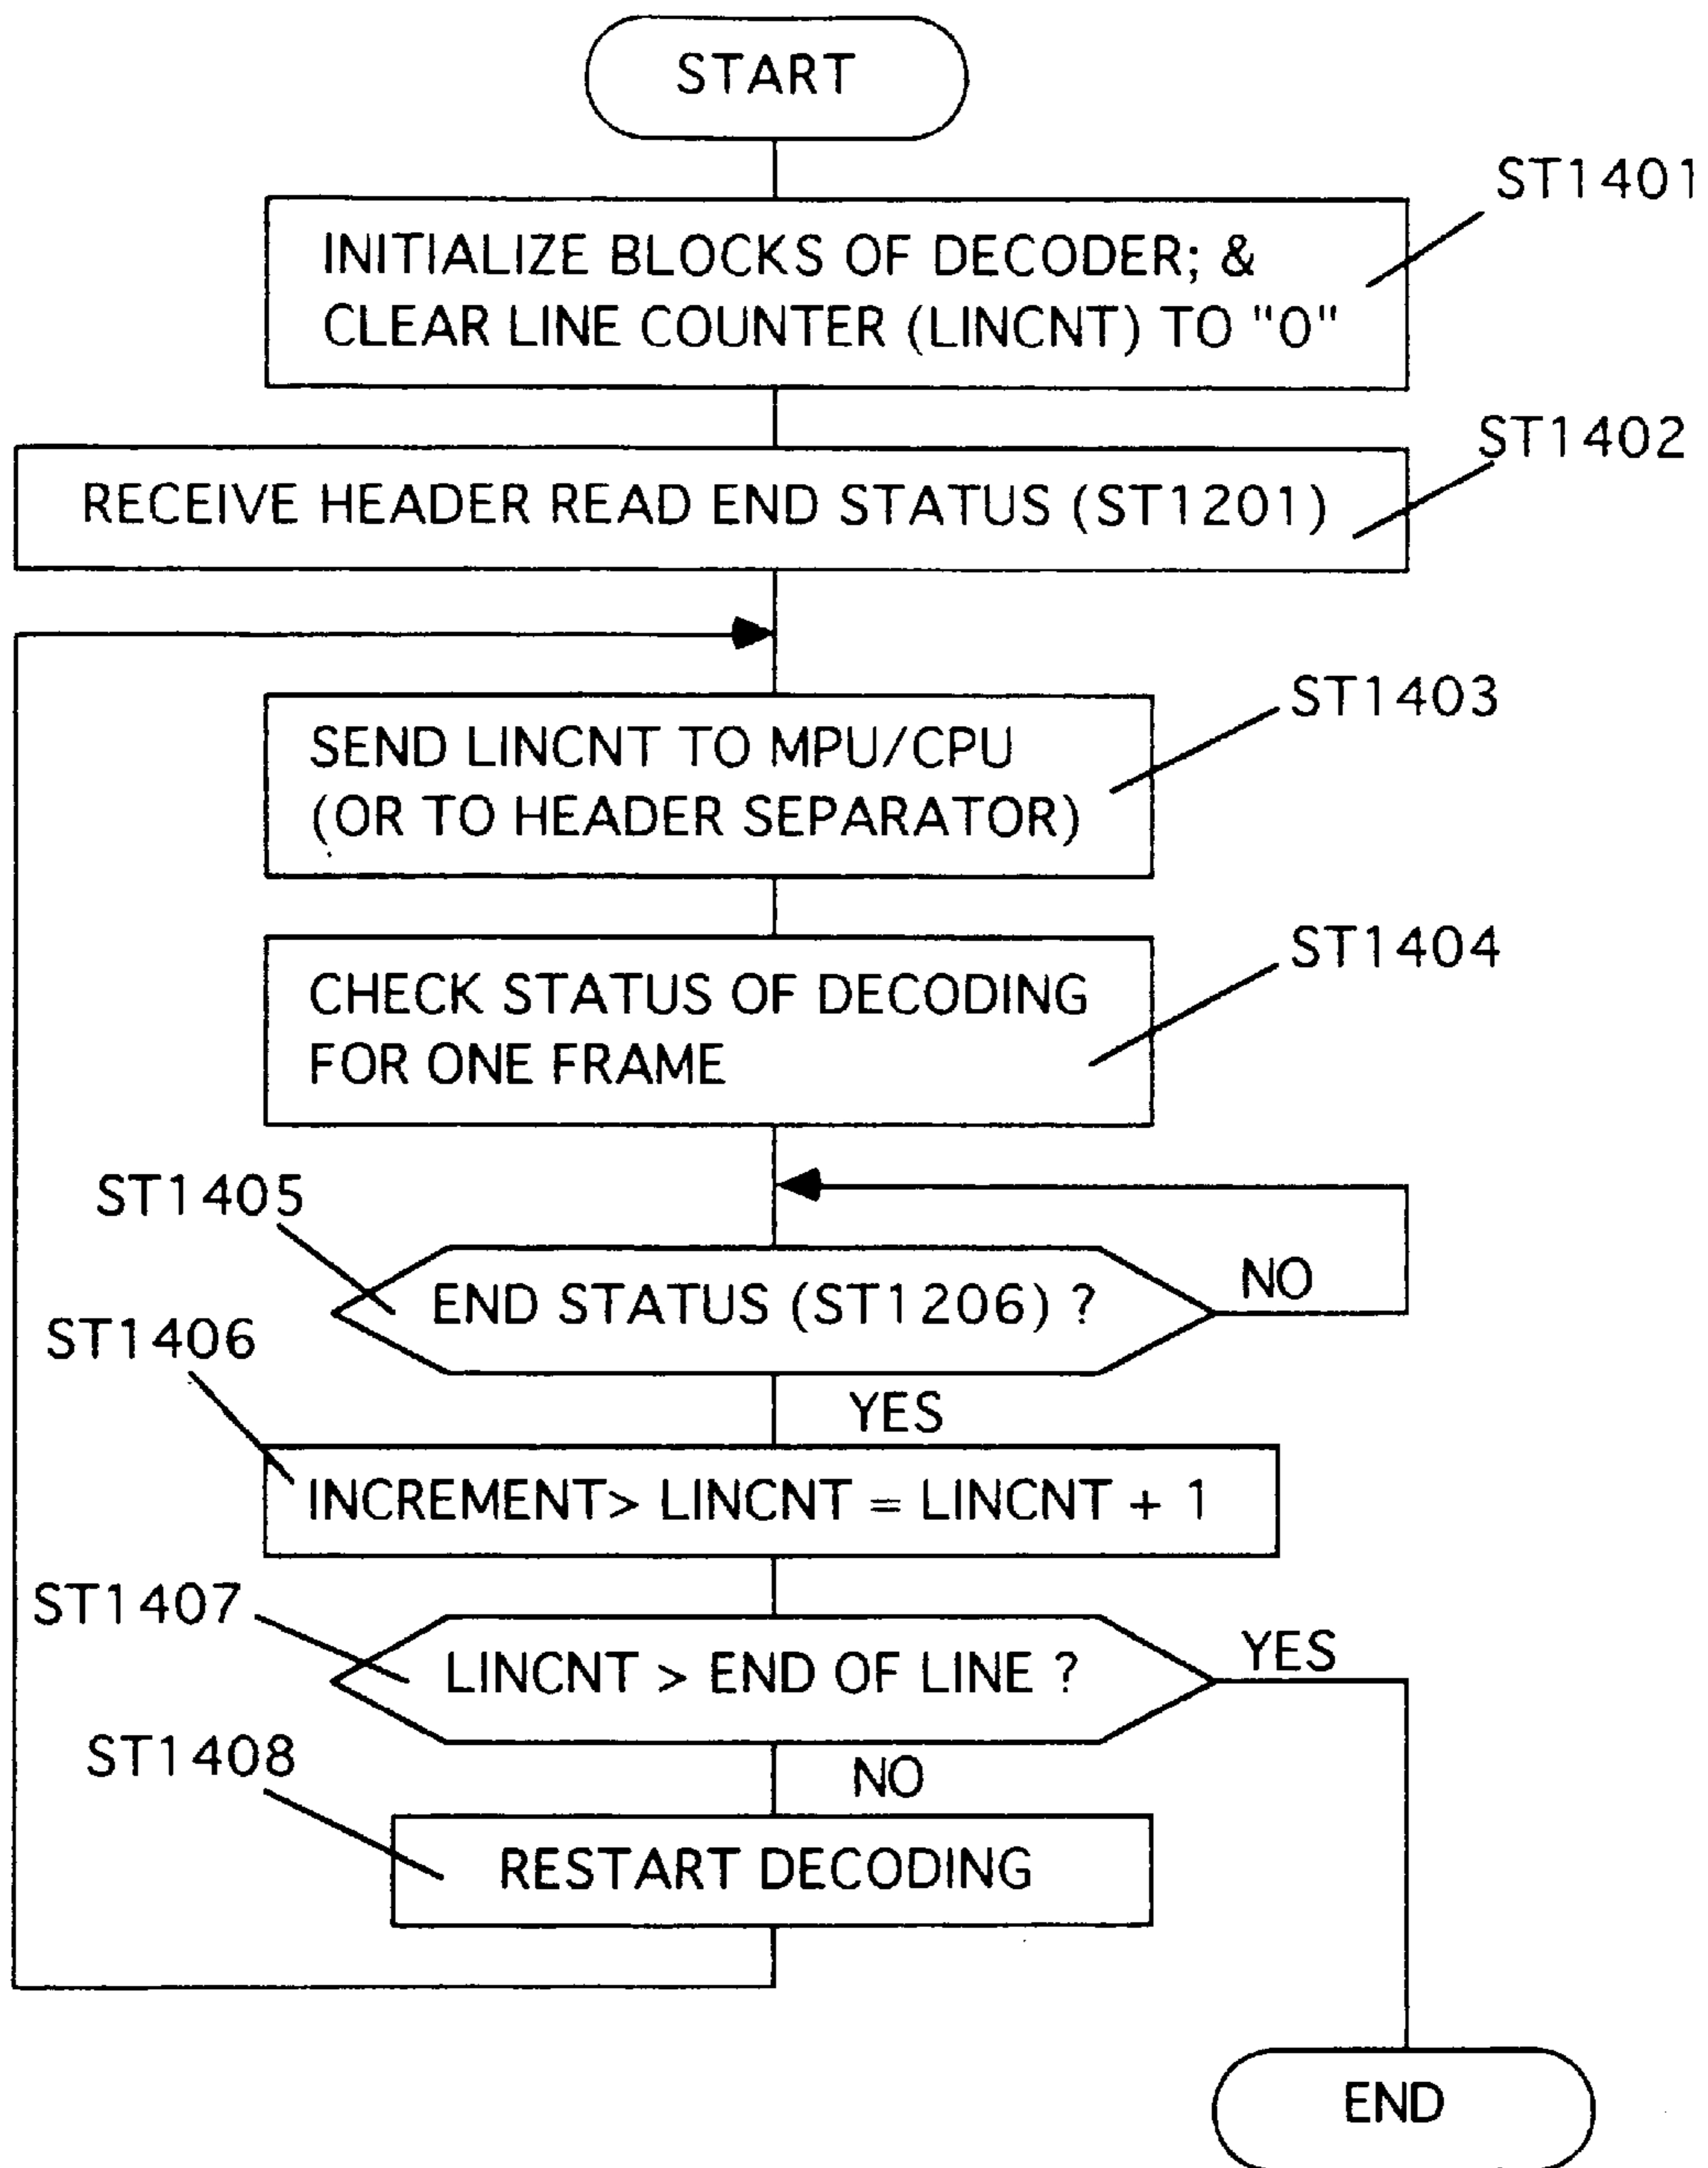 START
ST1401
INITIALIZE BLOCKS OF DECODER; &
CLEAR LINE COUNTER (LINCNT) TO "0"
ST1402
RECEIVE HEADER READ END STATUS (ST1201)
ST1403
SEND LINCNT TO MPU/CPU
(OR TO HEADER SEPARATOR)
ST1404
CHECK STATUS OF DECODING
FOR ONE FRAME
ST1405
END STATUS (ST1206) ?
NO
ST1406
YES
INCREMENT> LINCNT = LINCNT + 1
ST1407
LINCNT > END OF LINE ?
YES
ST1408
NO
RESTART DECODING
END